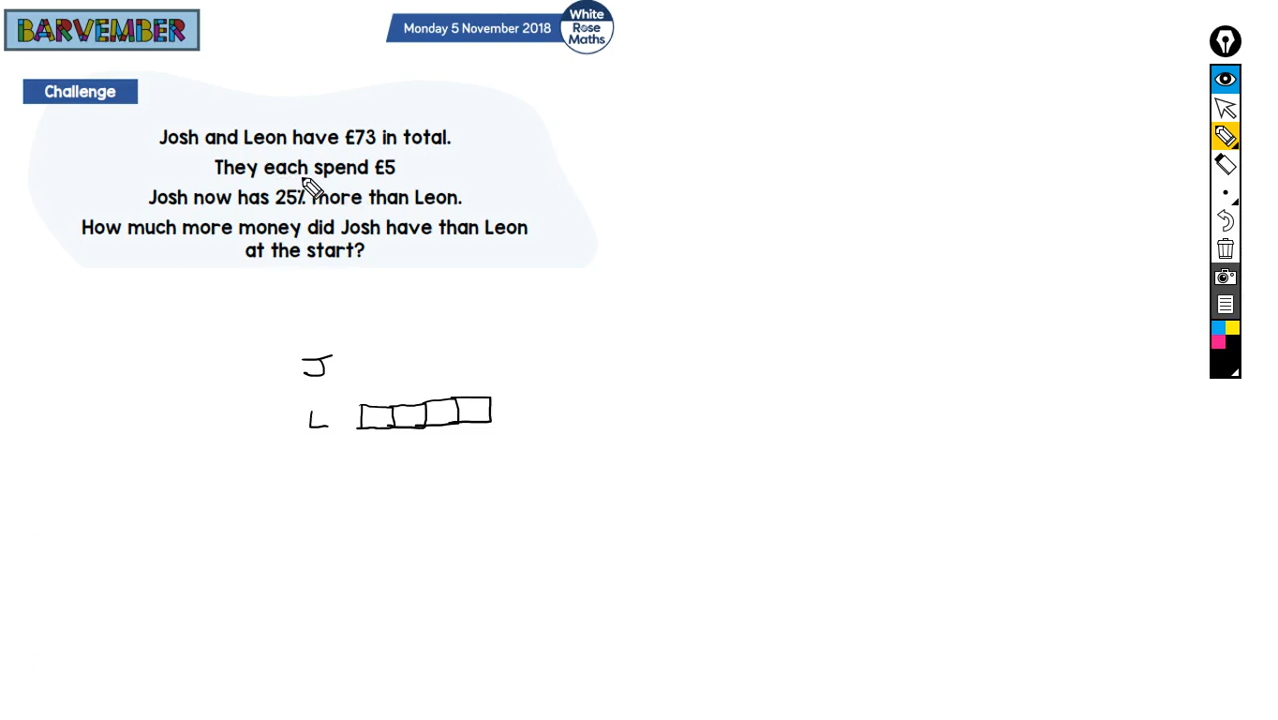 BARVEMBER
Monday 5 November 2018
White
Rose
Maths
Challenge
Josh and Leon have £73 in total.
They each spend £5
Josh now has 25% more than Leon.
How much more money did Josh have than Leon
at the start?
J
L